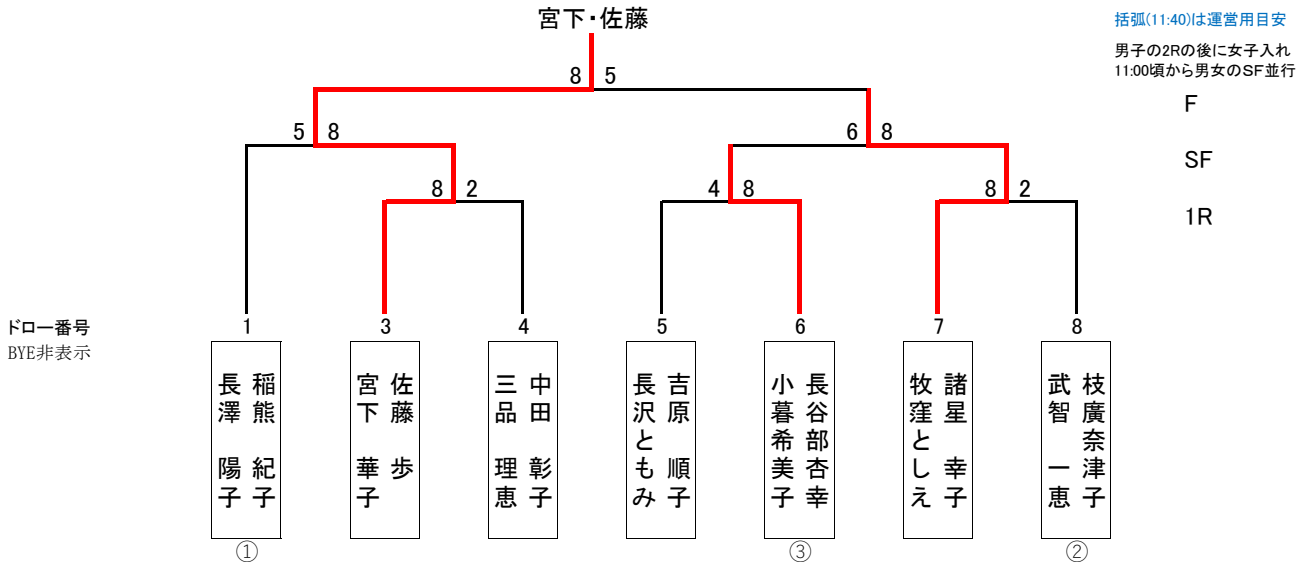 宮下・佐藤
括弧(11:40)は運営用目安
男子の2Rの後に女子入れ
11:00頃から男女のSF並行
8 5
F
5 8
6 8
SF
8 2
4 8
8 2
1R
ドロー番号
1 3 4 5 6 7 8
BYE非表示
稲熊 紀子
長澤 陽子
佐藤 歩
宮下 華子
中田 彰子
三品 理恵
吉原 順子
長沢ともみ
長谷部杏幸
小暮希美子
諸星 幸子
牧窪としえ
枝廣奈津子
武智 一恵
① ③ ②